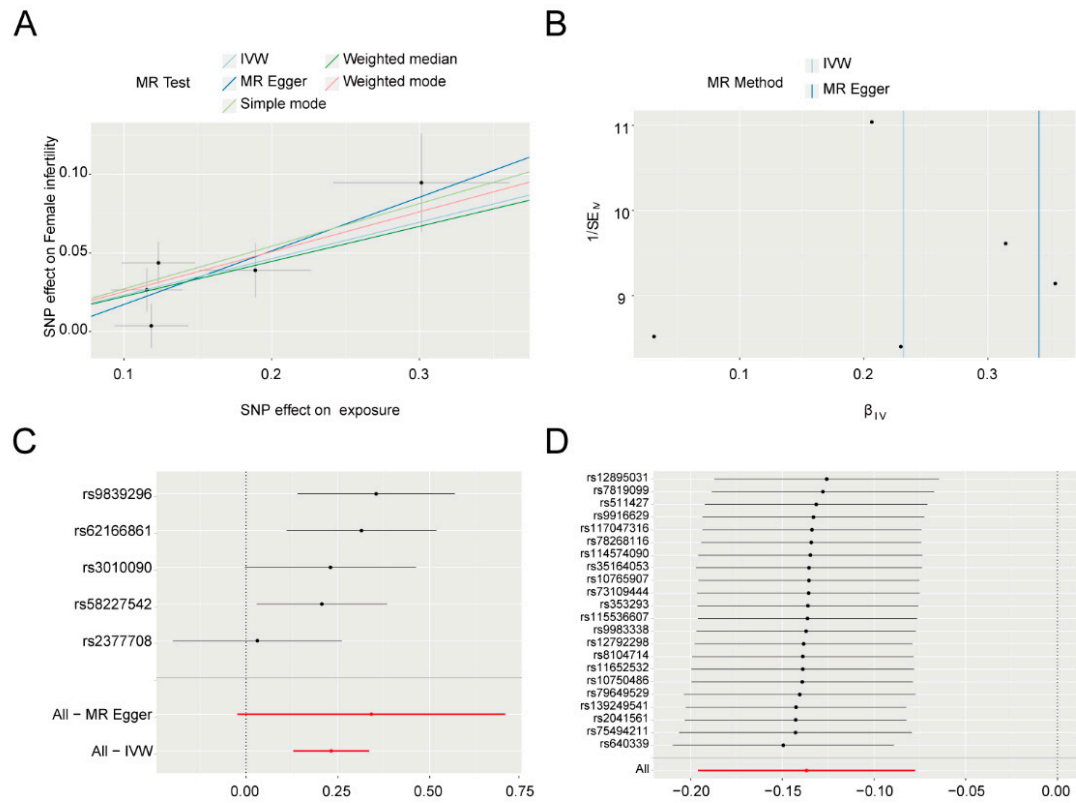 A
MR Test
IVW
Weighted median
MR Egger
Weighted mode
Simple mode
SNP effect on Female infertility
0.10
0.05
0.00
0.1 0.2 0.3
SNP effect on exposure
B
MR Method
IVW
MR Egger
1/SE IV
11
10
9
0.1 0.2 0.3
β IV
C
rs9839296
rs62166861
rs3010090
rs58227542
rs2377708
All − MR Egger
All − IVW
0.00 0.25 0.50 0.75
D
rs12895031
rs7819099
rs511427
rs9916629
rs117047316
rs78268116
rs114574090
rs35164053
rs10765907
rs73109444
rs353293
rs115536607
rs9983338
rs12792298
rs8104714
rs11652532
rs10750486
rs79649529
rs139249541
rs2041561
rs75494211
rs640339
All
−0.20 −0.15 −0.10 −0.05 0.00